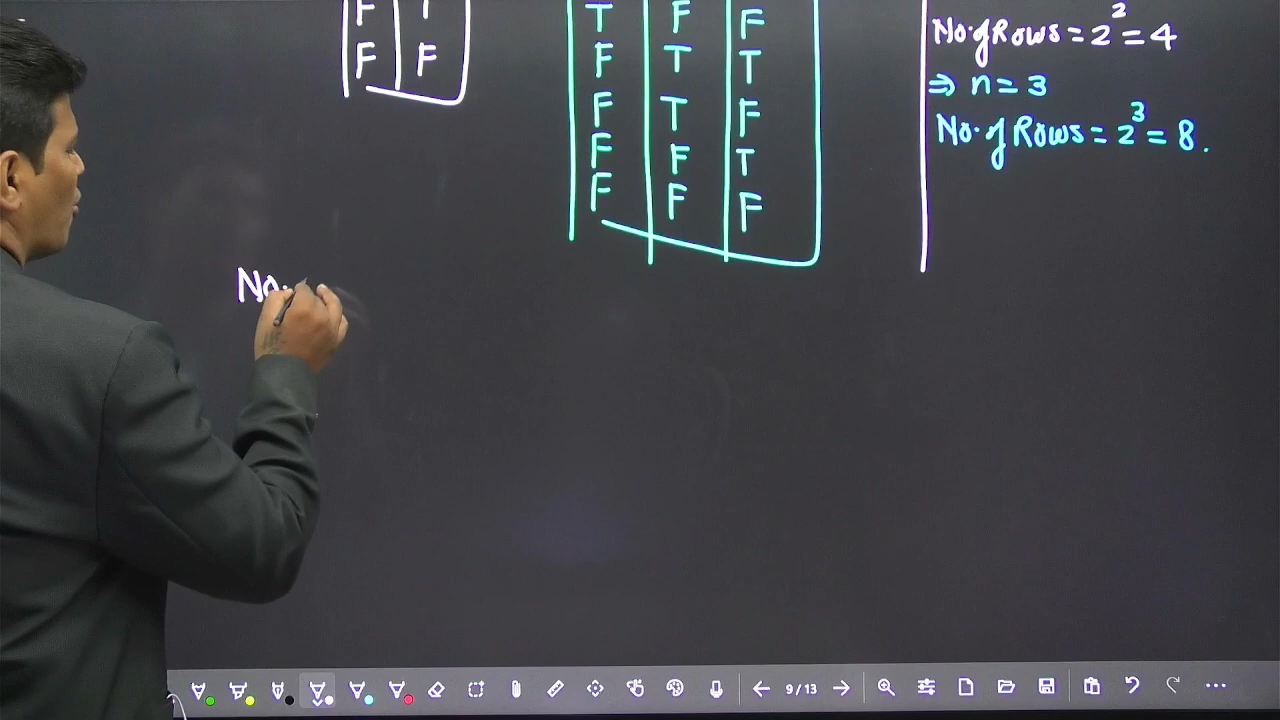 F T
F F
T F F
F T T
F T F
F F T
F F F
No. of Rows = 2² = 4
⇒ n = 3
No. of Rows = 2³ = 8.
No.
9/13